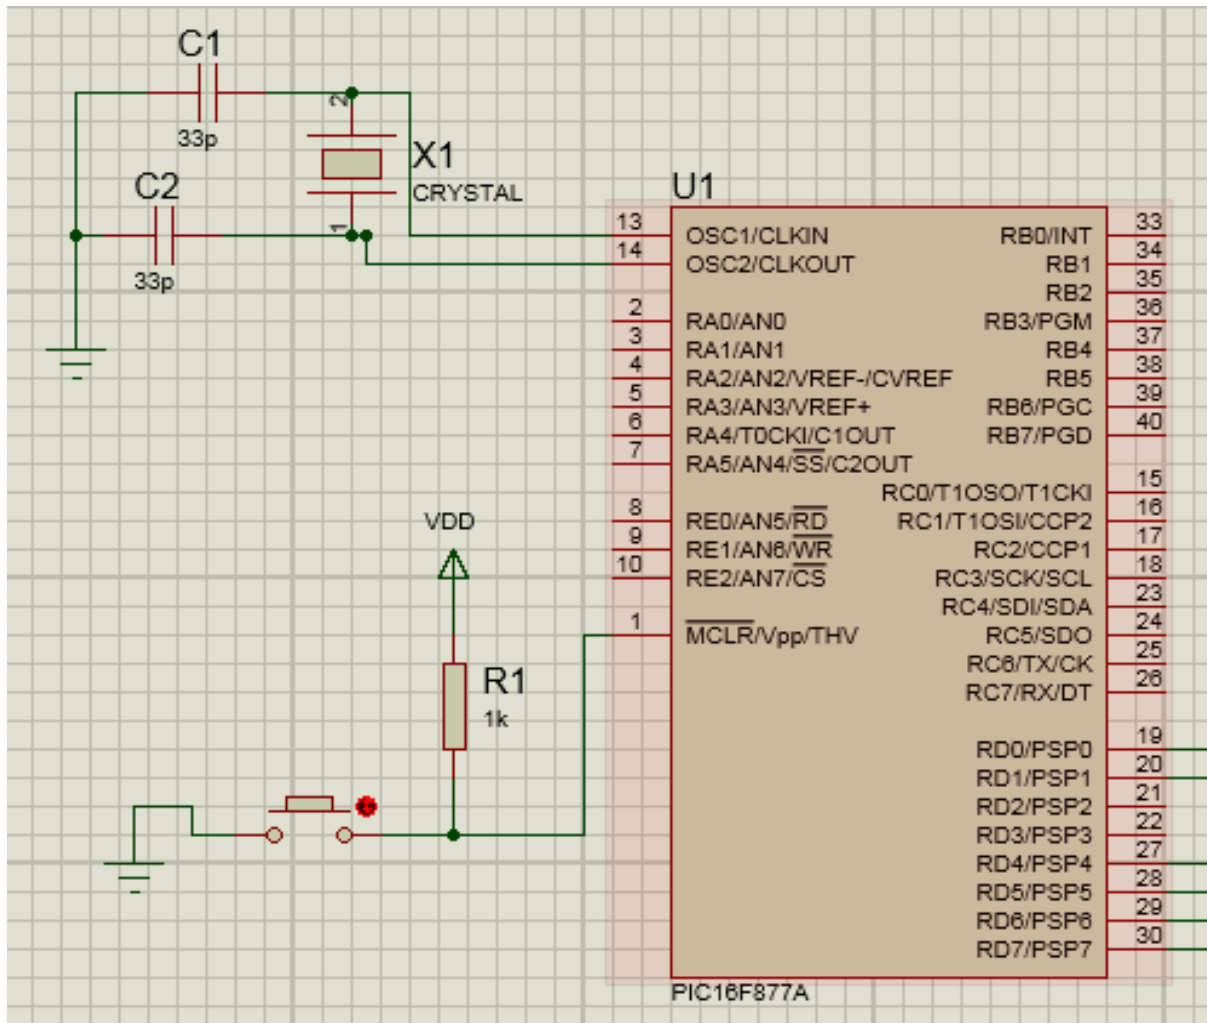 C1
33p
2
X1
CRYSTAL
1
C2
33p
VDD
R1
1k
U1
13 OSC1/CLKIN RB0/INT 33
14 OSC2/CLKOUT RB1 34
RB2 35
2 RA0/AN0 RB3/PGM 36
3 RA1/AN1 RB4 37
4 RA2/AN2/VREF-/CVREF RB5 38
5 RA3/AN3/VREF+ RB6/PGC 39
6 RA4/T0CKI/C1OUT RB7/PGD 40
7 RA5/AN4/SS/C2OUT
RC0/T1OSO/T1CKI 15
8 RE0/AN5/RD RC1/T1OSI/CCP2 16
9 RE1/AN6/WR RC2/CCP1 17
10 RE2/AN7/CS RC3/SCK/SCL 18
RC4/SDI/SDA 23
1 MCLR/Vpp/THV RC5/SDO 24
RC6/TX/CK 25
RC7/RX/DT 26
RD0/PSP0 19
RD1/PSP1 20
RD2/PSP2 21
RD3/PSP3 22
RD4/PSP4 27
RD5/PSP5 28
RD6/PSP6 29
RD7/PSP7 30
PIC16F877A